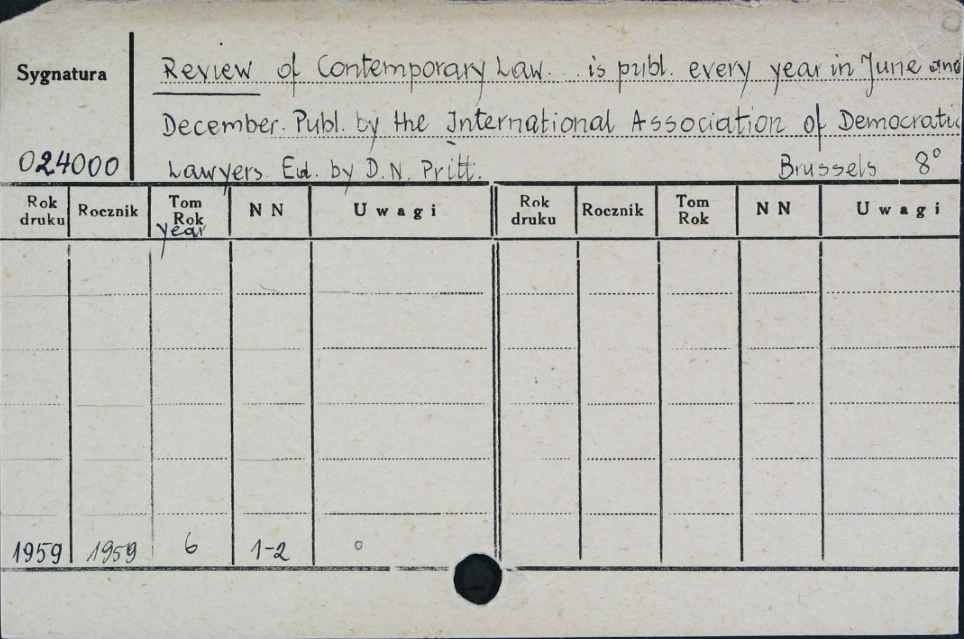 Sygnatura
Review of Contemporary Law... is publ. every year in June and
December. Publ. by the International Association of Democratic
024000
Lawyers. Ed. by D.N. Pritt. Brussels 8°
Rok druku Rocznik Tom Rok year NN Uwagi Rok druku Rocznik Tom Rok NN Uwagi
1959 1959 6 1-2 o